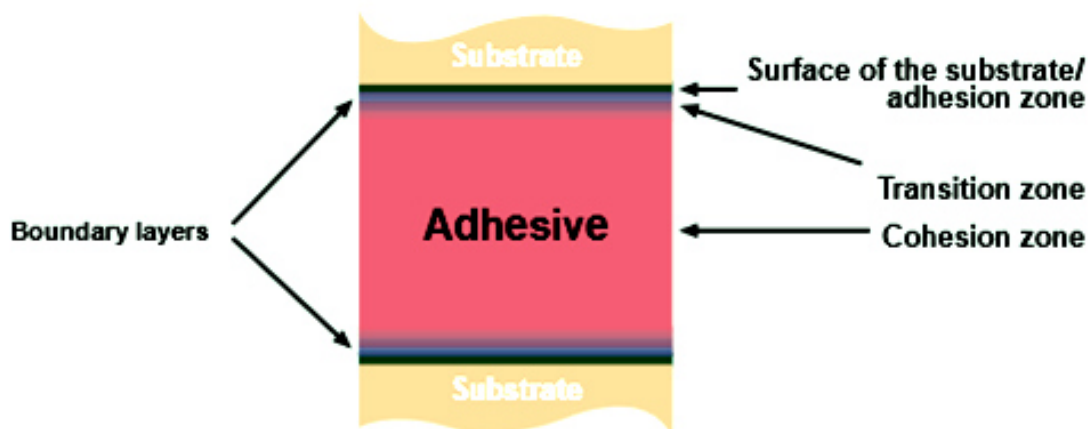 Substrate
Surface of the substrate/
adhesion zone
Transition zone
Boundary layers
Adhesive
Cohesion zone
Substrate